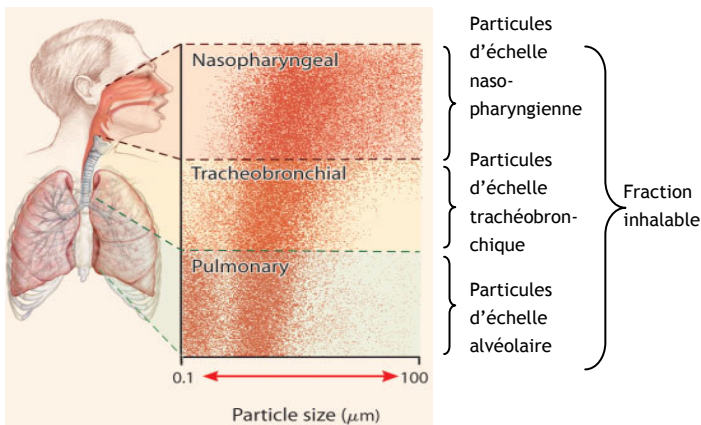 Nasopharyngeal
Tracheobronchial
Pulmonary
0.1
100
Particle size (μm)
Particules
d’échelle
naso-
pharyngienne
Particules
d’échelle
trachéobron-
chique
Particules
d’échelle
alvéolaire
Fraction
inhalable